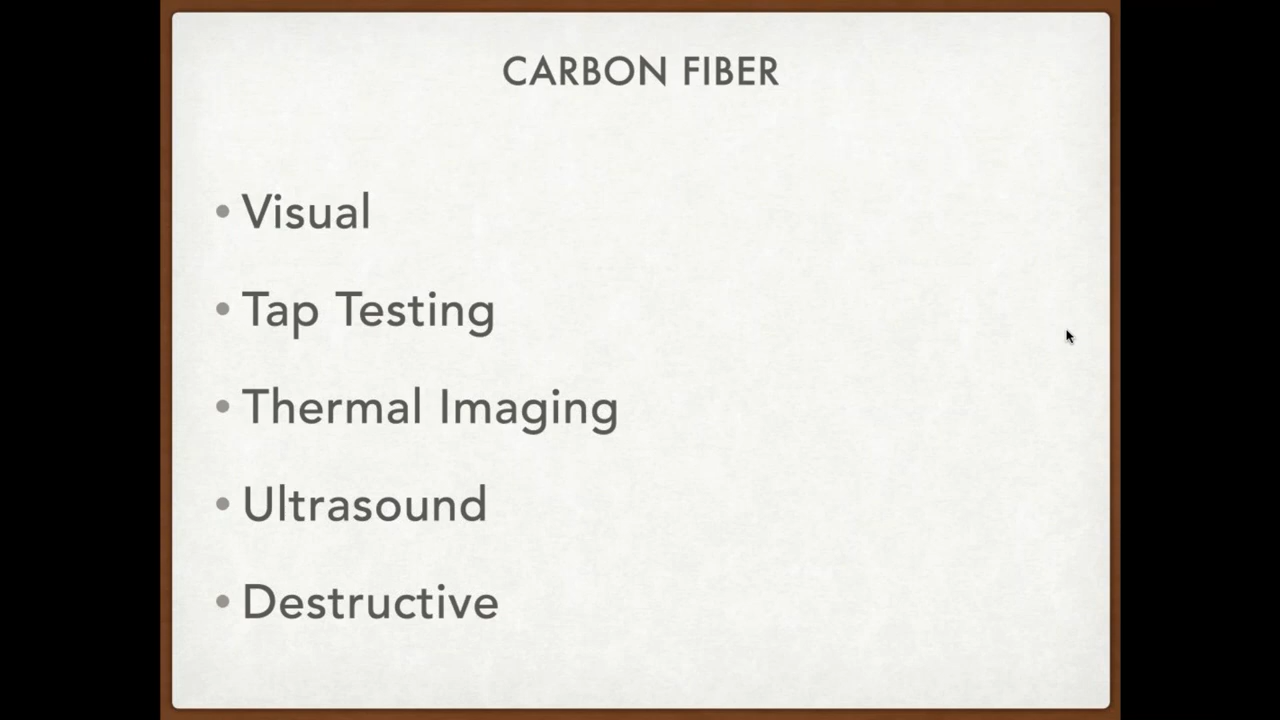 CARBON FIBER
• Visual
• Tap Testing
• Thermal Imaging
• Ultrasound
• Destructive